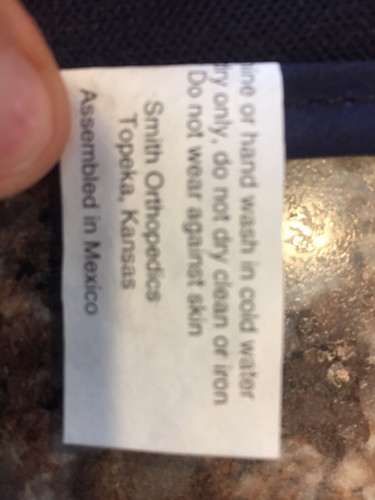 ine or hand wash in cold water
ry only, do not dry clean or iron
Do not wear against skin
Smith Orthopedics
Topeka, Kansas
Assembled in Mexico